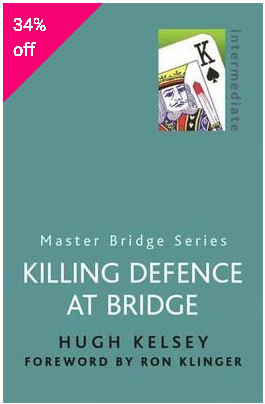 34%
off
K
intermediate
Master Bridge Series
KILLING DEFENCE
AT BRIDGE
HUGH KELSEY
FOREWORD BY RON KLINGER